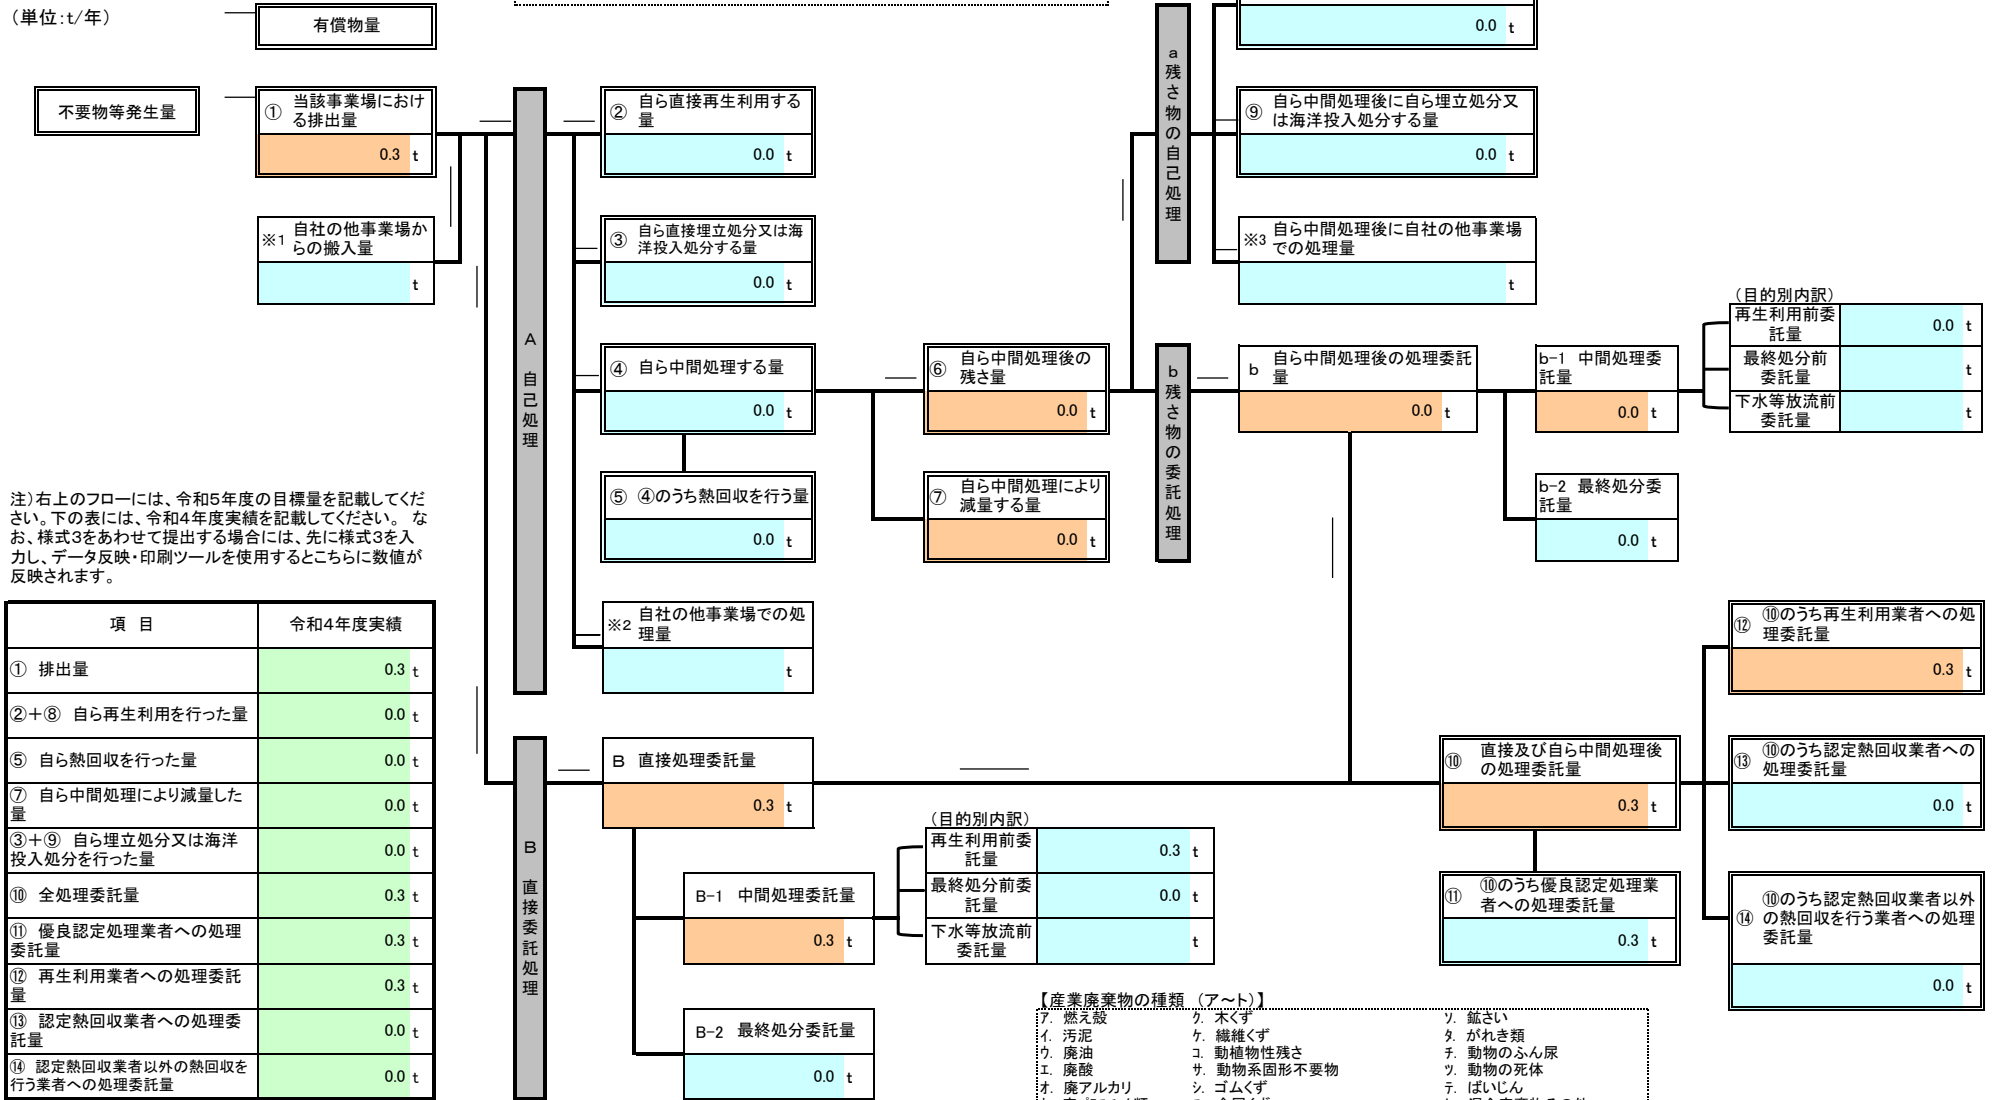 （単位：t/年）
有償物量
不要物等発生量
① 当該事業場におけ
る排出量
0.3 t
※1 自社の他事業場か
らの搬入量
t
A 自己処理
② 自ら直接再生利用する
量
0.0 t
③ 自ら直接埋立処分又は海
洋投入処分する量
0.0 t
④ 自ら中間処理する量
0.0 t
⑤ ④のうち熱回収を行う量
0.0 t
※2 自社の他事業場での処
理量
t
⑥ 自ら中間処理後の
残さ量
0.0 t
⑦ 自ら中間処理により
減量する量
0.0 t
a 残さ物の自己処理
0.0 t
⑨ 自ら中間処理後に自ら埋立処分又
は海洋投入処分する量
0.0 t
※3 自ら中間処理後に自社の他事業場
での処理量
t
b 残さ物の委託処理
b 自ら中間処理後の処理委託
量
0.0 t
b-1 中間処理委
託量
0.0 t
b-2 最終処分委
託量
0.0 t
（目的別内訳）
再生利用前委
託量
0.0 t
最終処分前
委託量
t
下水等放流前
委託量
t
注）右上のフローには、令和5年度の目標量を記載してくだ
さい。下の表には、令和4年度実績を記載してください。 な
お、様式3をあわせて提出する場合には、先に様式3を入
力し、データ反映・印刷ツールを使用するとこちらに数値が
反映されます。
項 目 令和4年度実績
① 排出量 0.3 t
②＋⑧ 自ら再生利用を行った量 0.0 t
⑤ 自ら熱回収を行った量 0.0 t
⑦ 自ら中間処理により減量した
量 0.0 t
③＋⑨ 自ら埋立処分又は海洋
投入処分を行った量 0.0 t
⑩ 全処理委託量 0.3 t
⑪ 優良認定処理業者への処理
委託量 0.3 t
⑫ 再生利用業者への処理委託
量 0.3 t
⑬ 認定熱回収業者への処理委
託量 0.0 t
⑭ 認定熱回収業者以外の熱回収を
行う業者への処理委託量 0.0 t
B 直接委託処理
B 直接処理委託量
0.3 t
B-1 中間処理委託量
0.3 t
B-2 最終処分委託量
0.0 t
（目的別内訳）
再生利用前委
託量
0.3 t
最終処分前委
託量
0.0 t
下水等放流前
委託量
t
⑩ 直接及び自ら中間処理後
の処理委託量
0.3 t
⑪ ⑩のうち優良認定処理業
者への処理委託量
0.3 t
⑫ ⑩のうち再生利用業者への処
理委託量
0.3 t
⑬ ⑩のうち認定熱回収業者への
処理委託量
0.0 t
⑭ ⑩のうち認定熱回収業者以外
の熱回収を行う業者への処理
委託量
0.0 t
【産業廃棄物の種類 （ア～ト）】
ア. 燃え殻 ク. 木くず ソ. 鉱さい
イ. 汚泥 ケ. 繊維くず タ. がれき類
ウ. 廃油 コ. 動植物性残さ チ. 動物のふん尿
エ. 廃酸 サ. 動物系固形不要物 ツ. 動物の死体
オ. 廃アルカリ シ. ゴムくず テ. ばいじん